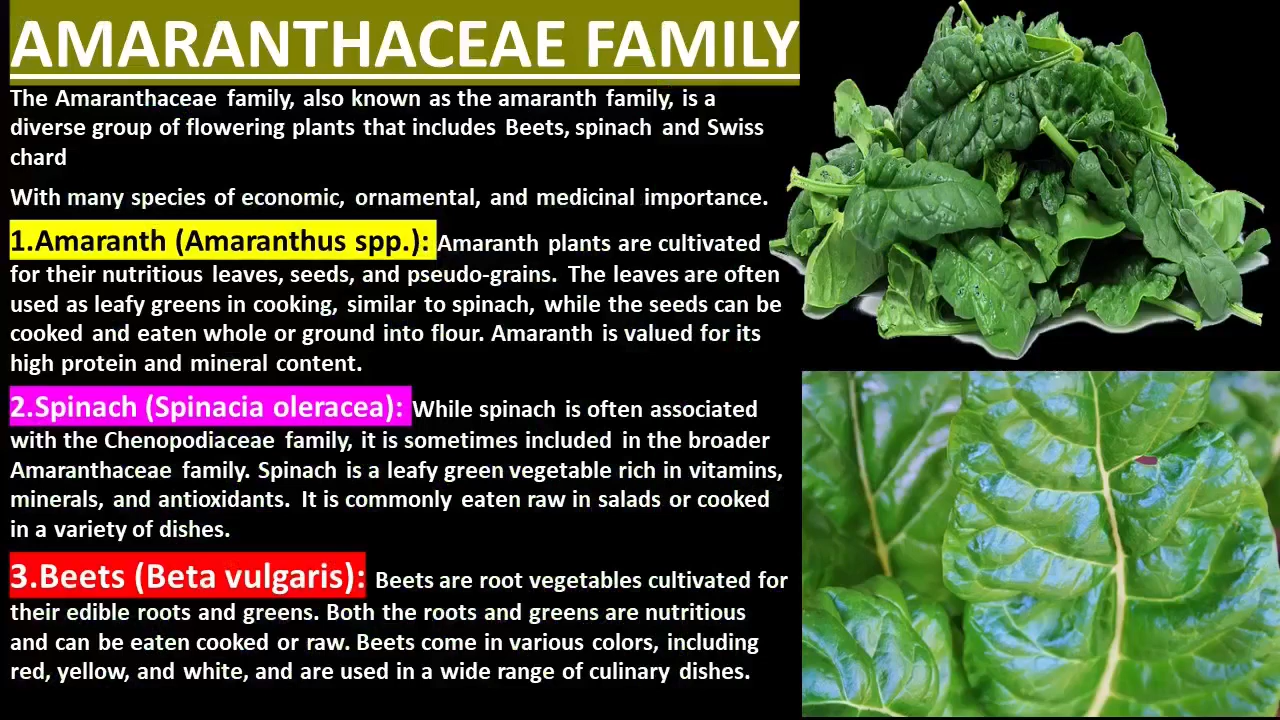 AMARANTHACEAE FAMILY
The Amaranthaceae family, also known as the amaranth family, is a
diverse group of flowering plants that includes Beets, spinach and Swiss
chard
With many species of economic, ornamental, and medicinal importance.
1.Amaranth (Amaranthus spp.): Amaranth plants are cultivated
for their nutritious leaves, seeds, and pseudo-grains. The leaves are often
used as leafy greens in cooking, similar to spinach, while the seeds can be
cooked and eaten whole or ground into flour. Amaranth is valued for its
high protein and mineral content.
2.Spinach (Spinacia oleracea): While spinach is often associated
with the Chenopodiaceae family, it is sometimes included in the broader
Amaranthaceae family. Spinach is a leafy green vegetable rich in vitamins,
minerals, and antioxidants. It is commonly eaten raw in salads or cooked
in a variety of dishes.
3.Beets (Beta vulgaris): Beets are root vegetables cultivated for
their edible roots and greens. Both the roots and greens are nutritious
and can be eaten cooked or raw. Beets come in various colors, including
red, yellow, and white, and are used in a wide range of culinary dishes.